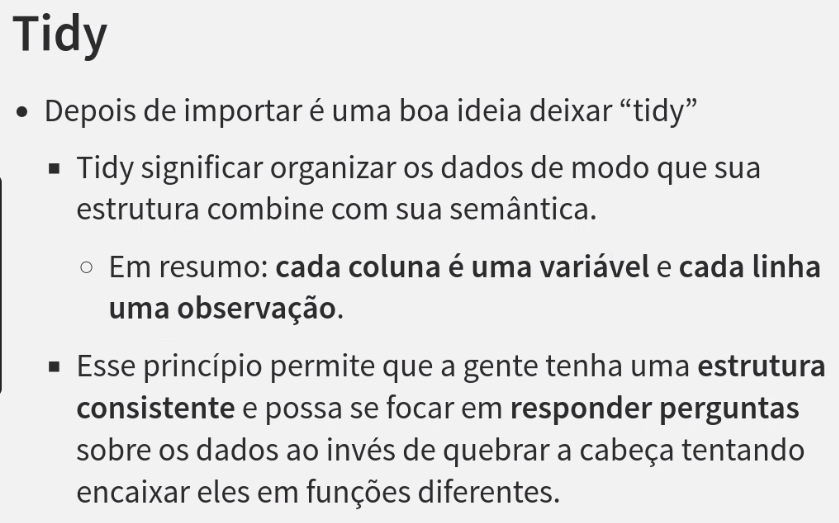 Tidy
• Depois de importar é uma boa ideia deixar “tidy”
▪ Tidy significar organizar os dados de modo que sua
estrutura combine com sua semântica.
○ Em resumo: cada coluna é uma variável e cada linha
uma observação.
▪ Esse princípio permite que a gente tenha uma estrutura
consistente e possa se focar em responder perguntas
sobre os dados ao invés de quebrar a cabeça tentando
encaixar eles em funções diferentes.